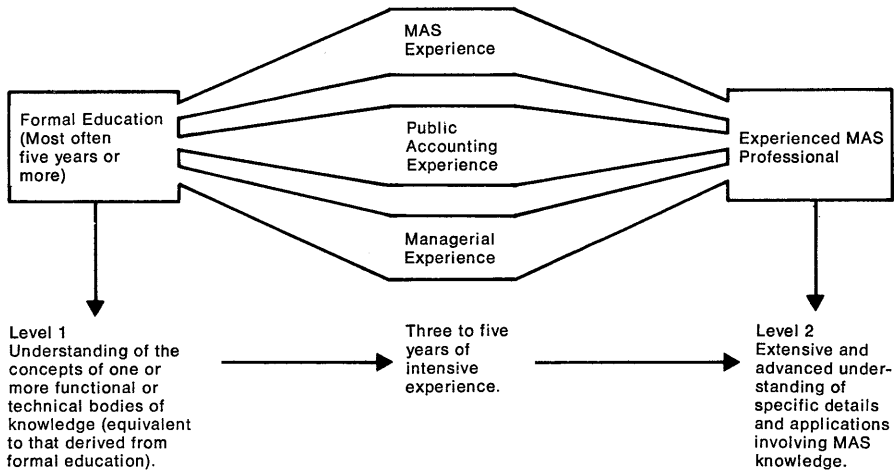 MAS
Experience
Formal Education
(Most often
five years or
more)
Public
Accounting
Experience
Experienced MAS
Professional
Managerial
Experience
Level 1
Understanding of the
concepts of one or
more functional or
technical bodies of
knowledge (equivalent
to that derived from
formal education).
Three to five
years of
intensive
experience.
Level 2
Extensive and
advanced under-
standing of
specific details
and applications
involving MAS
knowledge.